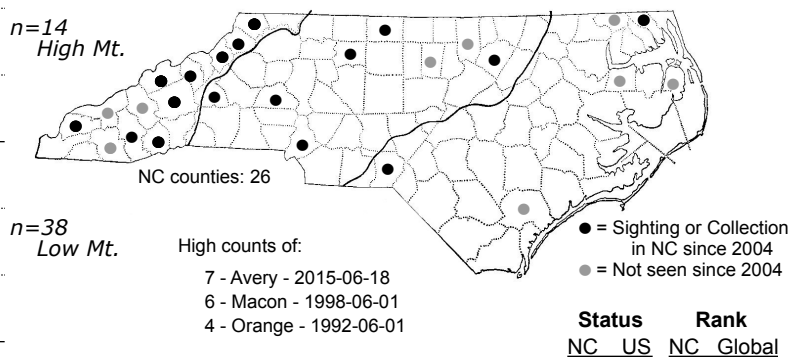 n=14
High Mt.
NC counties: 26
n=38
Low Mt.
High counts of:
7 - Avery - 2015-06-18
6 - Macon - 1998-06-01
4 - Orange - 1992-06-01
= Sighting or Collection
in NC since 2004
= Not seen since 2004
Status Rank
NC US NC Global